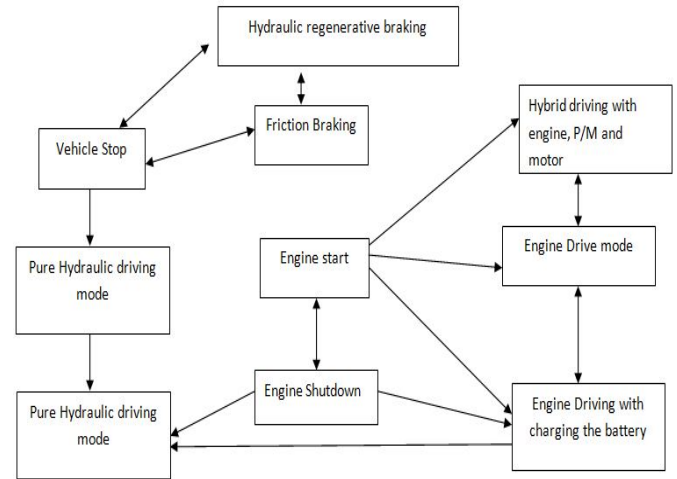 Hydraulic regenerative braking
Friction Braking
Vehicle Stop
Hybrid driving with
engine, P/M and
motor
Pure Hydraulic driving
mode
Engine start
Engine Drive mode
Pure Hydraulic driving
mode
Engine Shutdown
Engine Driving with
charging the battery